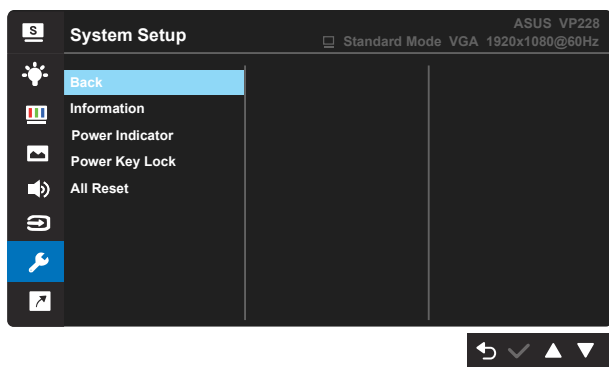 S
System Setup
ASUS VP228
Standard Mode VGA 1920x1080@60Hz
Back
Information
Power Indicator
Power Key Lock
All Reset